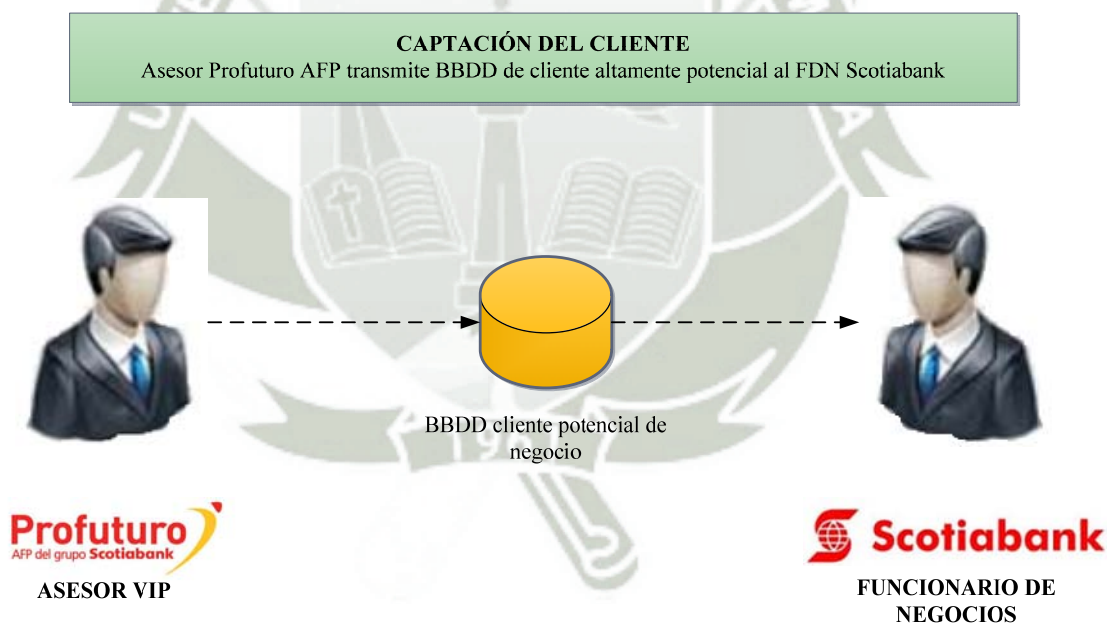 CAPTACIÓN DEL CLIENTE
Asesor Profuturo AFP transmite BBDD de cliente altamente potencial al FDN Scotiabank
BBDD cliente potencial de
negocio
1961
Profuturo
AFP del grupo Scotiabank
ASESOR VIP
Scotiabank
FUNCIONARIO DE
NEGOCIOS